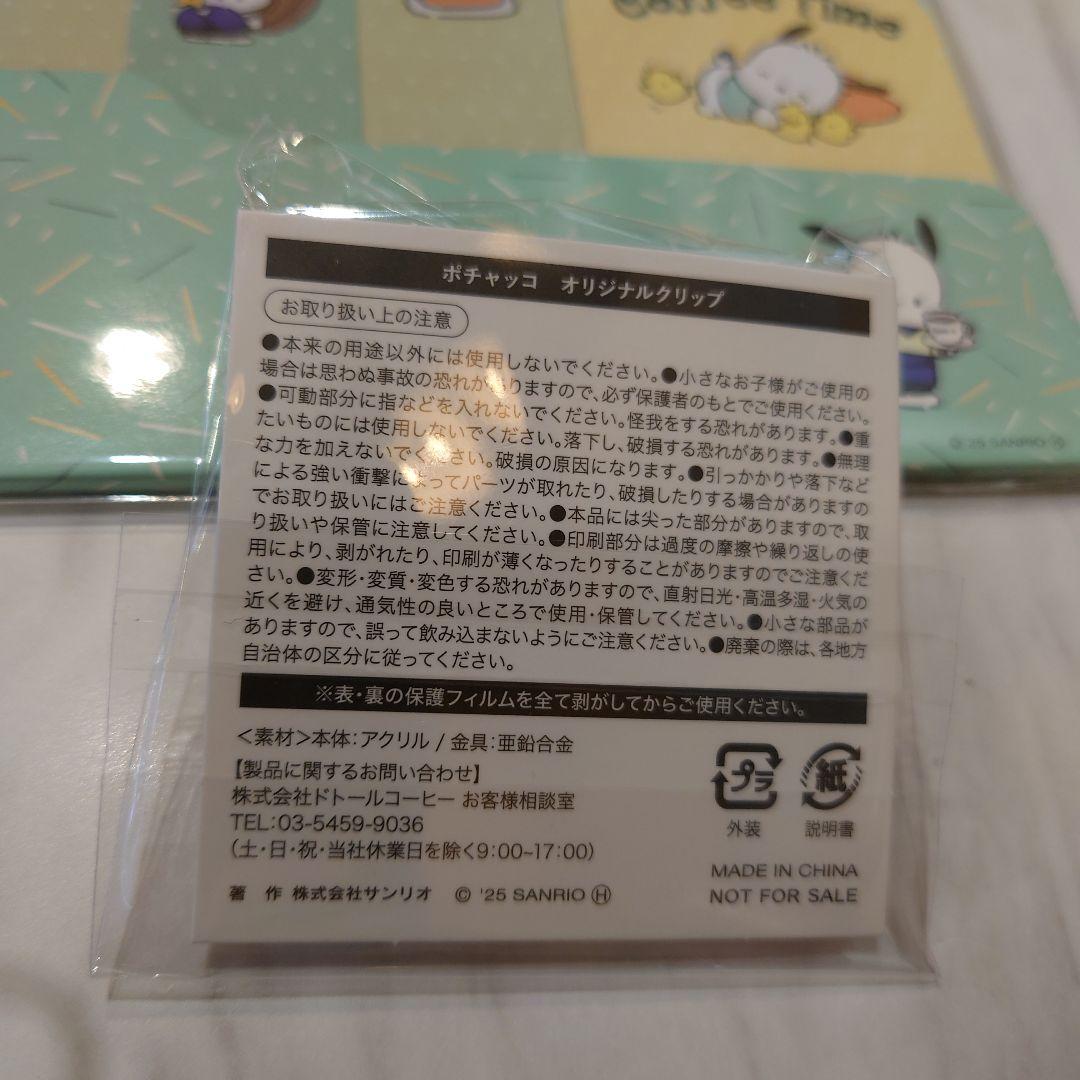 Coffee Time
© '25 SANRIO Ⓗ
ポチャッコ オリジナルクリップ
お取り扱い上の注意
●本来の用途以外には使用しないでください。●小さなお子様がご使用の
場合は思わぬ事故の恐れがありますので、必ず保護者のもとでご使用ください。
●可動部分に指などを入れないでください。怪我をする恐れがあります。●重
たいものには使用しないでください。落下し、破損する恐れがあります。●無理
な力を加えないでください。破損の原因になります。●引っかかりや落下など
による強い衝撃によってパーツが取れたり、破損したりする場合がありますの
でお取り扱いにはご注意ください。●本品には尖った部分がありますので、取
り扱いや保管に注意してください。●印刷部分は過度の摩擦や繰り返しの使
用により、剥がれたり、印刷が薄くなったりすることがありますのでご注意くだ
さい。●変形・変質・変色する恐れがありますので、直射日光・高温多湿・火気の
近くを避け、通気性の良いところで使用・保管してください。●小さな部品が
ありますので、誤って飲み込まないようにご注意ください。●廃棄の際は、各地方
自治体の区分に従ってください。
※表・裏の保護フィルムを全て剥がしてからご使用ください。
＜素材＞本体：アクリル / 金具：亜鉛合金
【製品に関するお問い合わせ】
株式会社ドトールコーヒー お客様相談室
TEL：03-5459-9036
（土・日・祝・当社休業日を除く9：00~17：00）
著 作 株式会社サンリオ © '25 SANRIO Ⓗ
プラ
外装
紙
説明書
MADE IN CHINA
NOT FOR SALE